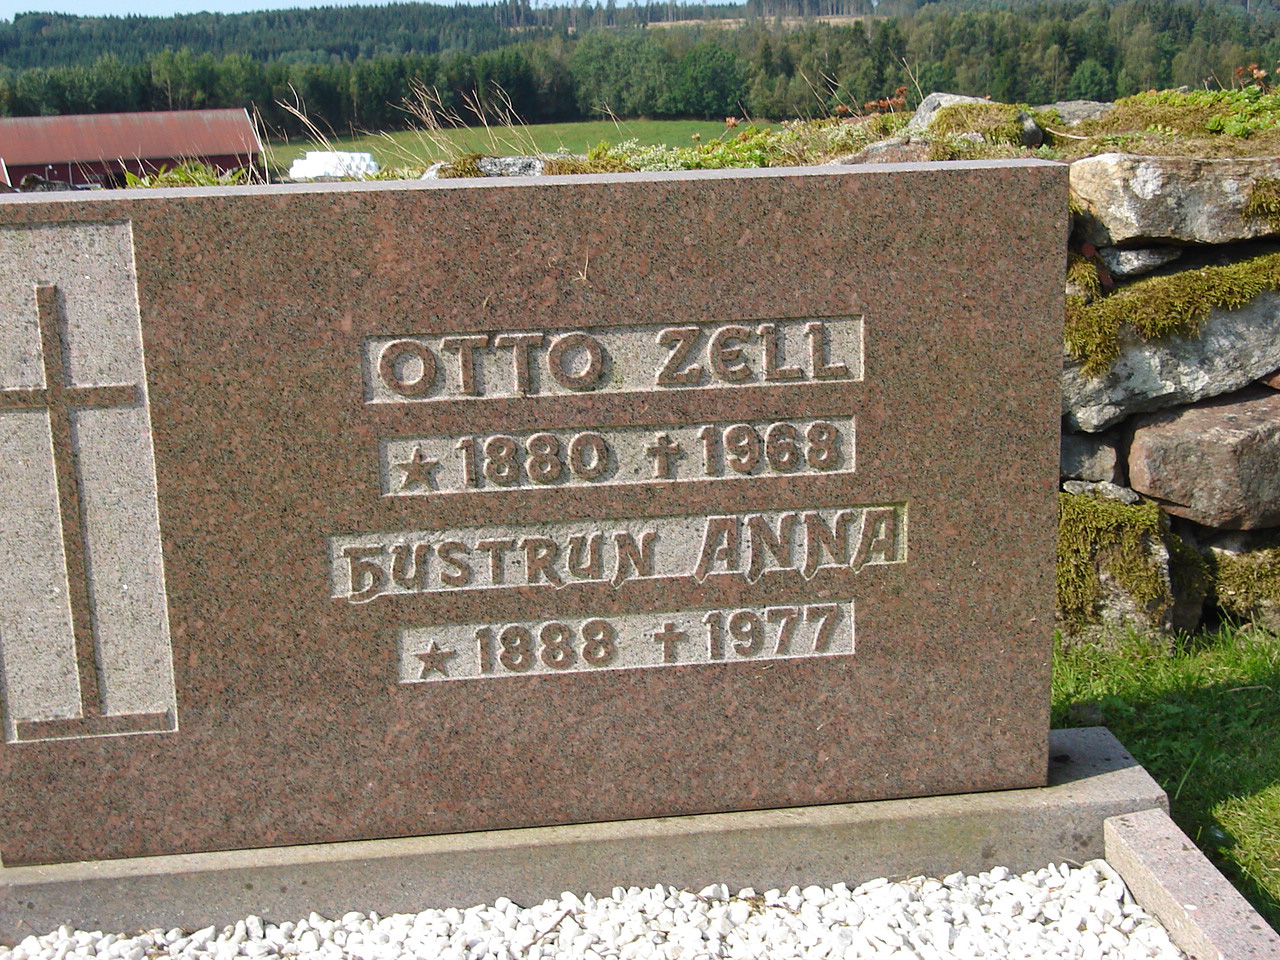 OTTO ZELL
★ 1880 ✝ 1968
HUSTRUN ANNA
★ 1888 ✝ 1977